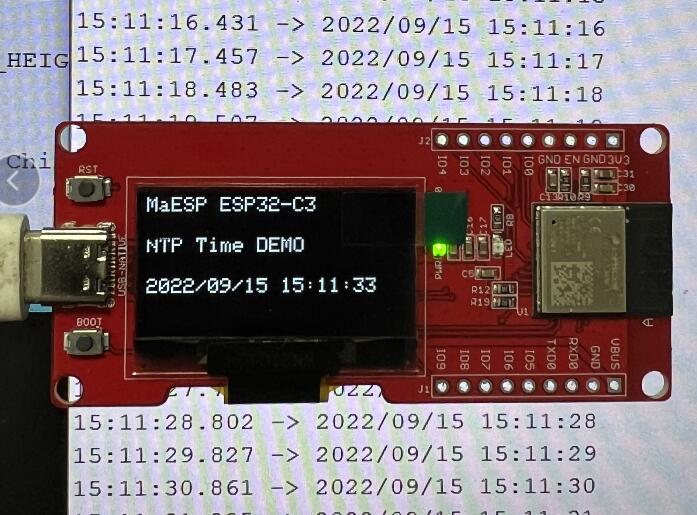 15:11:16.431 -> 2022/09/15 15:11:16
_HEIG
15:11:17.457 -> 2022/09/15 15:11:17
15:11:18.483 -> 2022/09/15 15:11:18
Chi
J2
IO4 IO3 IO2 IO1 IO0 GND EN GND 3V3
RST
C31
C30
C13 R10 R9
MaESP ESP32-C3
NTP Time DEMO
2022/09/15 15:11:33
USB-NATIVE
C16 C17 R8
LED
PWR
C5
R12
R19
U1
BOOT
IO9 IO8 IO7 IO6 IO5 TXD0 RXD0 GND VBUS
J1
15:11:28.802 -> 2022/09/15 15:11:28
15:11:29.827 -> 2022/09/15 15:11:29
15:11:30.861 -> 2022/09/15 15:11:30